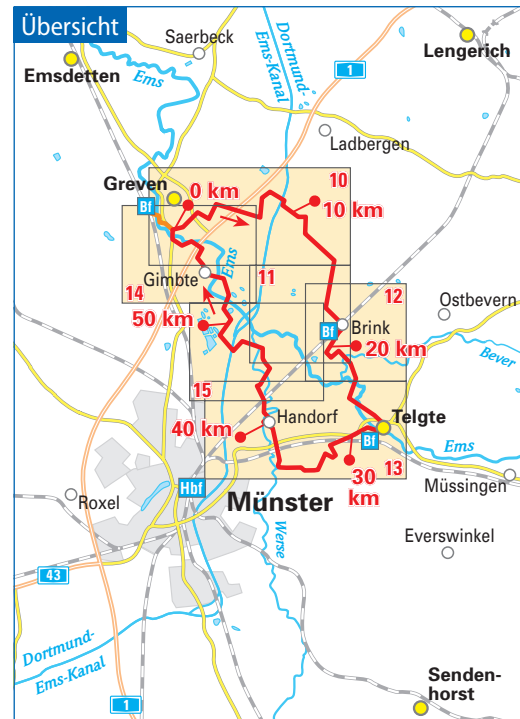 Übersicht
Saerbeck
Dortmund-
Ems-Kanal
Lengerich
Emsdetten
Ems
1
Ladbergen
Greven
0 km
10
Bf
10 km
Gimbte
Ems
11
14
12
Ostbevern
50 km
Bf
Brink
20 km
Bever
15
Handorf
Telgte
40 km
Bf
Ems
13
30
km
Hbf
Münster
Müssingen
Roxel
Werse
Everswinkel
43
Dortmund-
Ems-Kanal
1
Senden-
horst